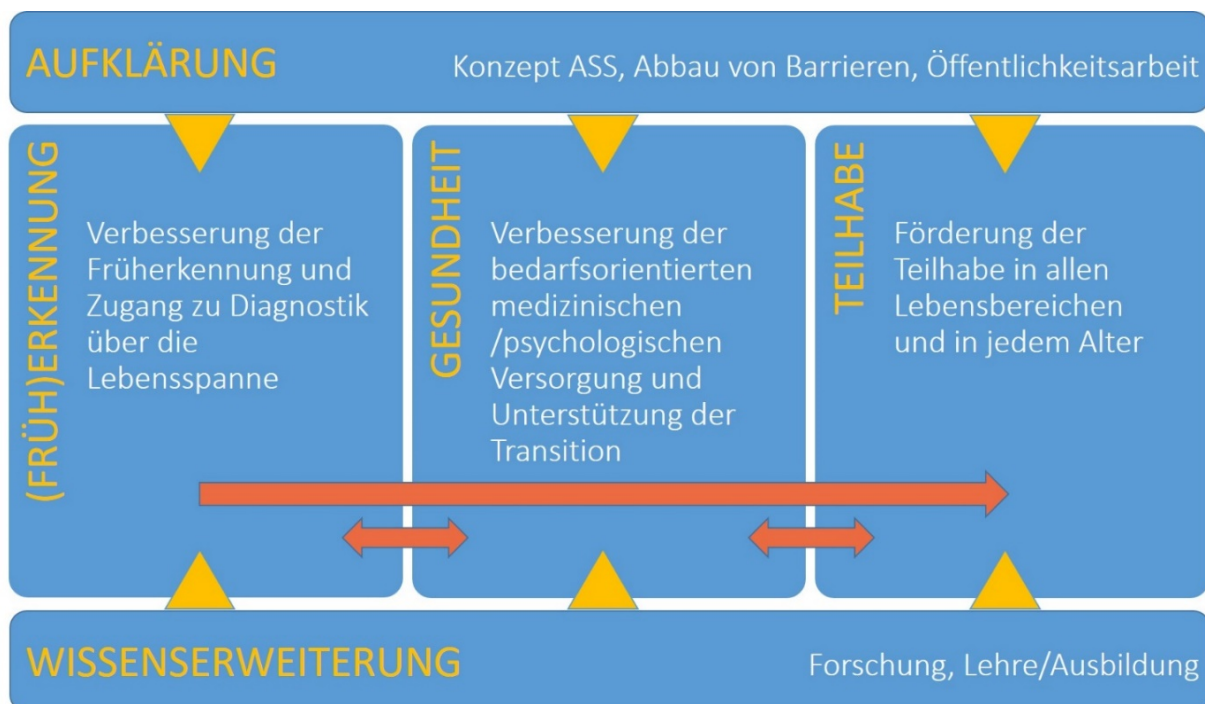 AUFKLÄRUNG
Konzept ASS, Abbau von Barrieren, Öffentlichkeitsarbeit
(FRÜH)ERKENNUNG
Verbesserung der
Früherkennung und
Zugang zu Diagnostik
über die
Lebensspanne
GESUNDHEIT
Verbesserung der
bedarfsorientierten
medizinischen
/psychologischen
Versorgung und
Unterstützung der
Transition
TEILHABE
Förderung der
Teilhabe in allen
Lebensbereichen
und in jedem Alter
WISSENSERWEITERUNG
Forschung, Lehre/Ausbildung